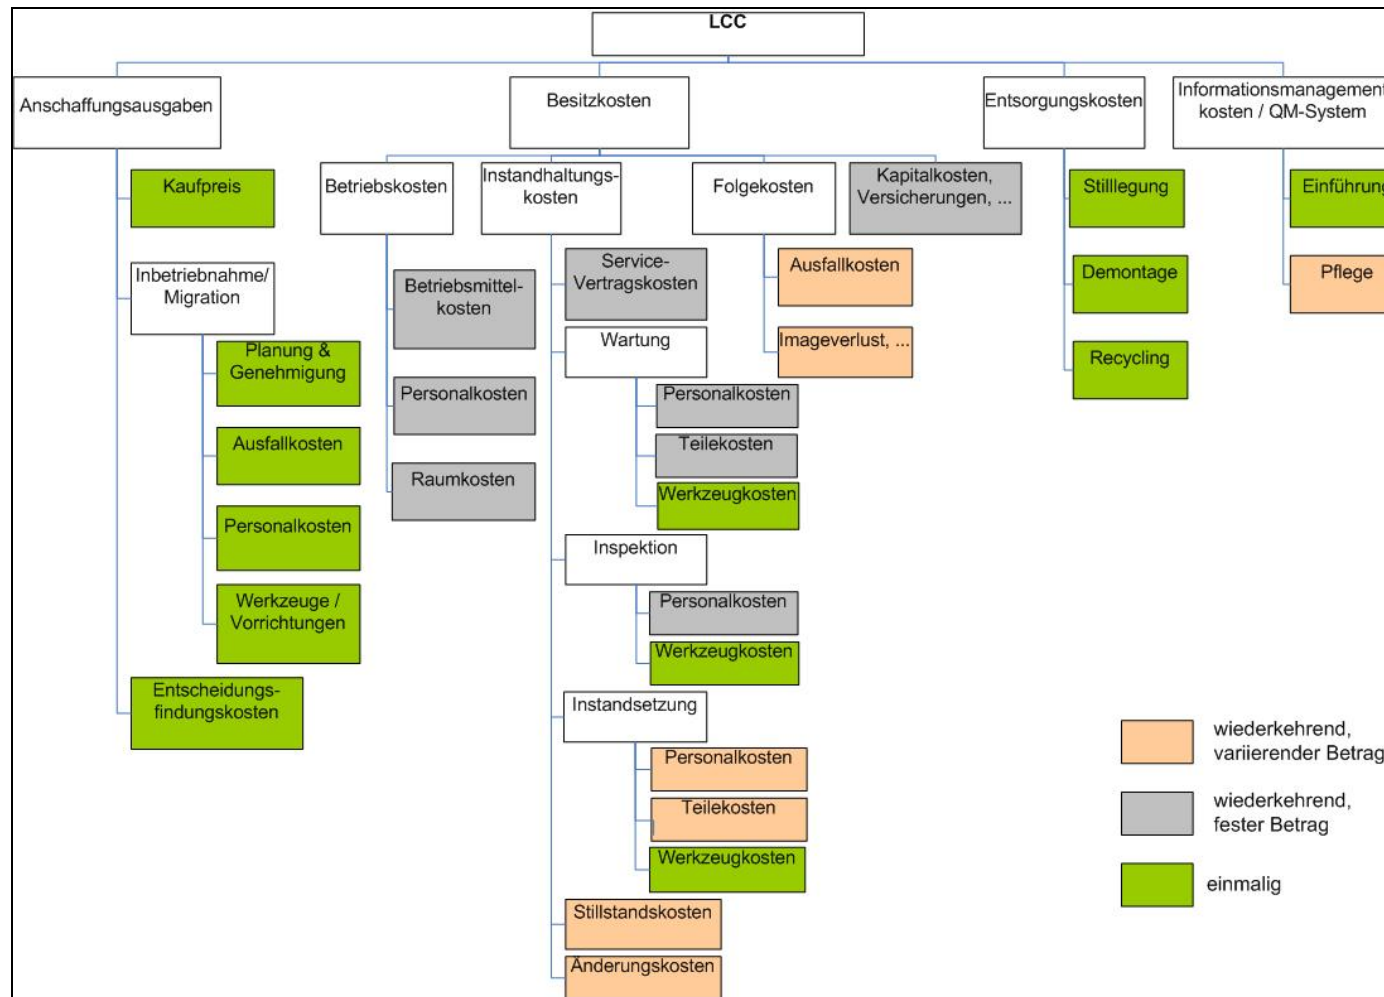 LCC
Anschaffungsausgaben
Kaufpreis
Inbetriebnahme/
Migration
Planung &
Genehmigung
Ausfallkosten
Personalkosten
Werkzeuge /
Vorrichtungen
Entscheidungs-
findungskosten
Besitzkosten
Betriebskosten
Betriebsmittel-
kosten
Personalkosten
Raumkosten
Instandhaltungs-
kosten
Service-
Vertragskosten
Wartung
Personalkosten
Teilekosten
Werkzeugkosten
Inspektion
Personalkosten
Werkzeugkosten
Instandsetzung
Personalkosten
Teilekosten
Werkzeugkosten
Stillstandskosten
Änderungskosten
Folgekosten
Ausfallkosten
Imageverlust, ...
Kapitalkosten,
Versicherungen, ...
Entsorgungskosten
Stilllegung
Demontage
Recycling
Informationsmanagement
kosten / QM-System
Einführung
Pflege
wiederkehrend,
variierender Betrag
wiederkehrend,
fester Betrag
einmalig